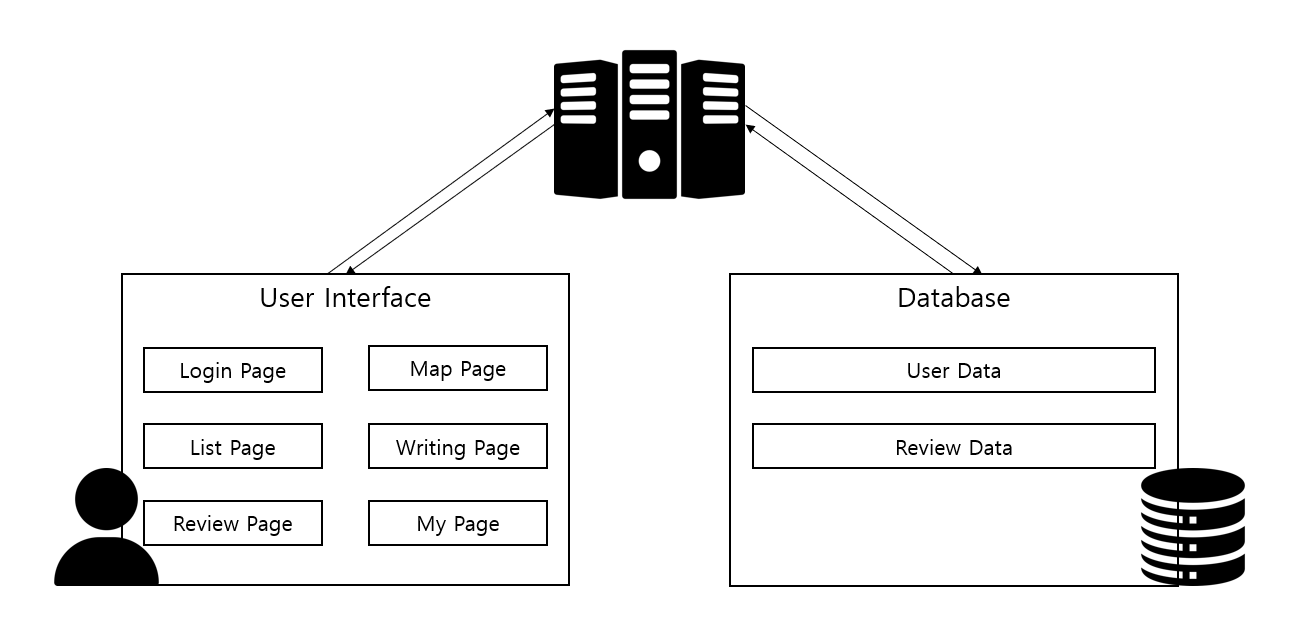 User Interface
Login Page
Map Page
List Page
Writing Page
Review Page
My Page
Database
User Data
Review Data